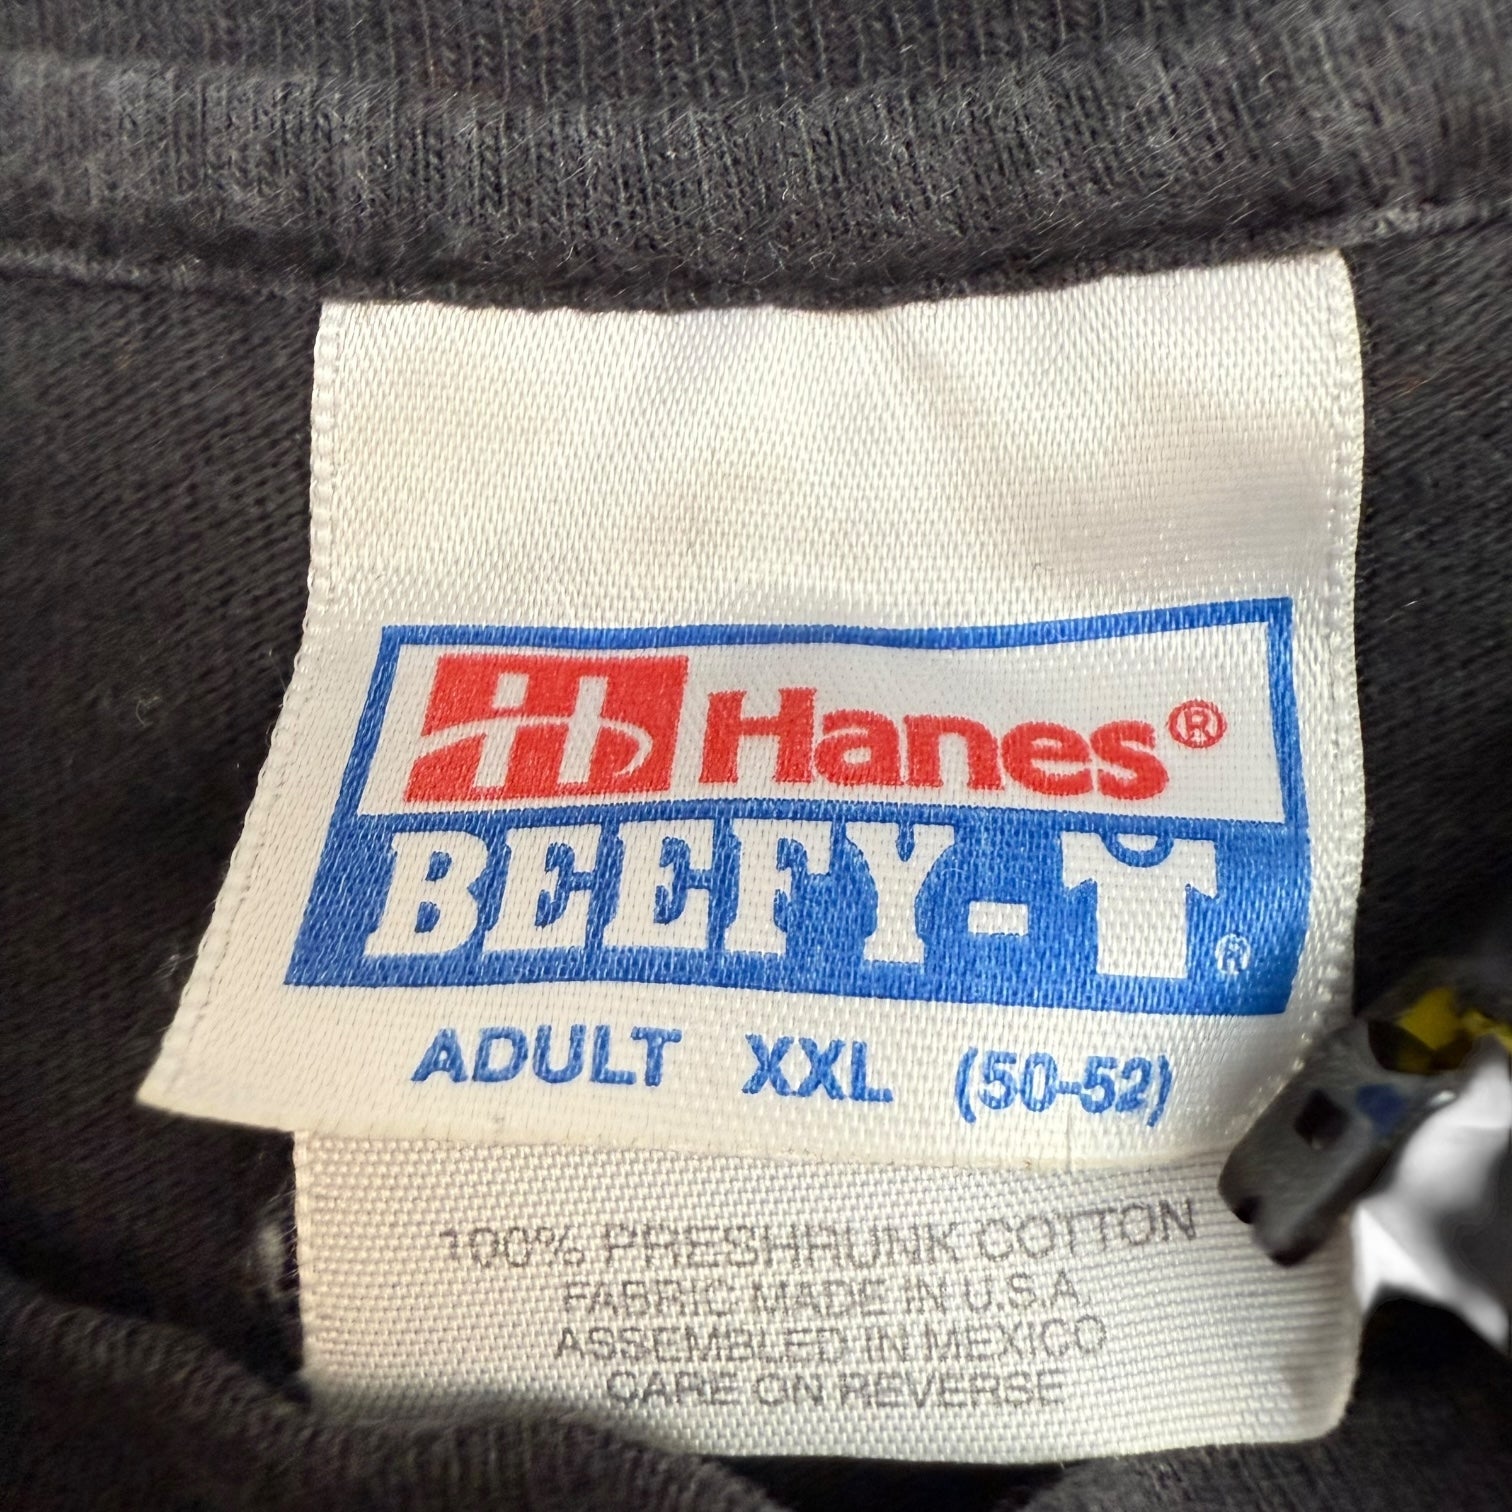 Hanes®
BEEFY-T®
ADULT XXL (50-52)
100% PRESHRUNK COTTON
FABRIC MADE IN U.S.A
ASSEMBLED IN MEXICO
CARE ON REVERSE